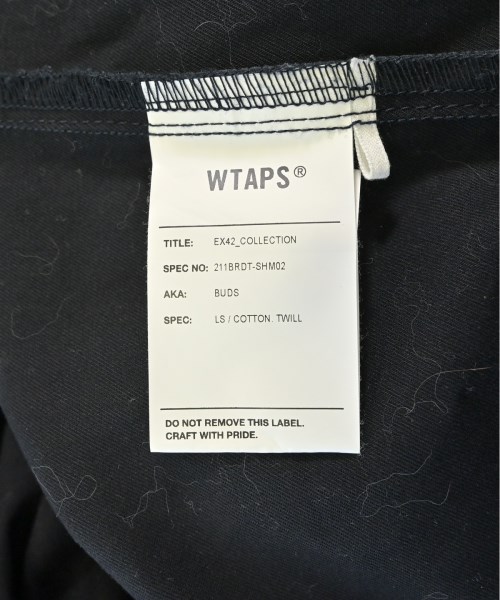 WTAPS®
TITLE: EX42_COLLECTION
SPEC NO: 211BRDT-SHM02
AKA: BUDS
SPEC: LS / COTTON. TWILL
DO NOT REMOVE THIS LABEL.
CRAFT WITH PRIDE.